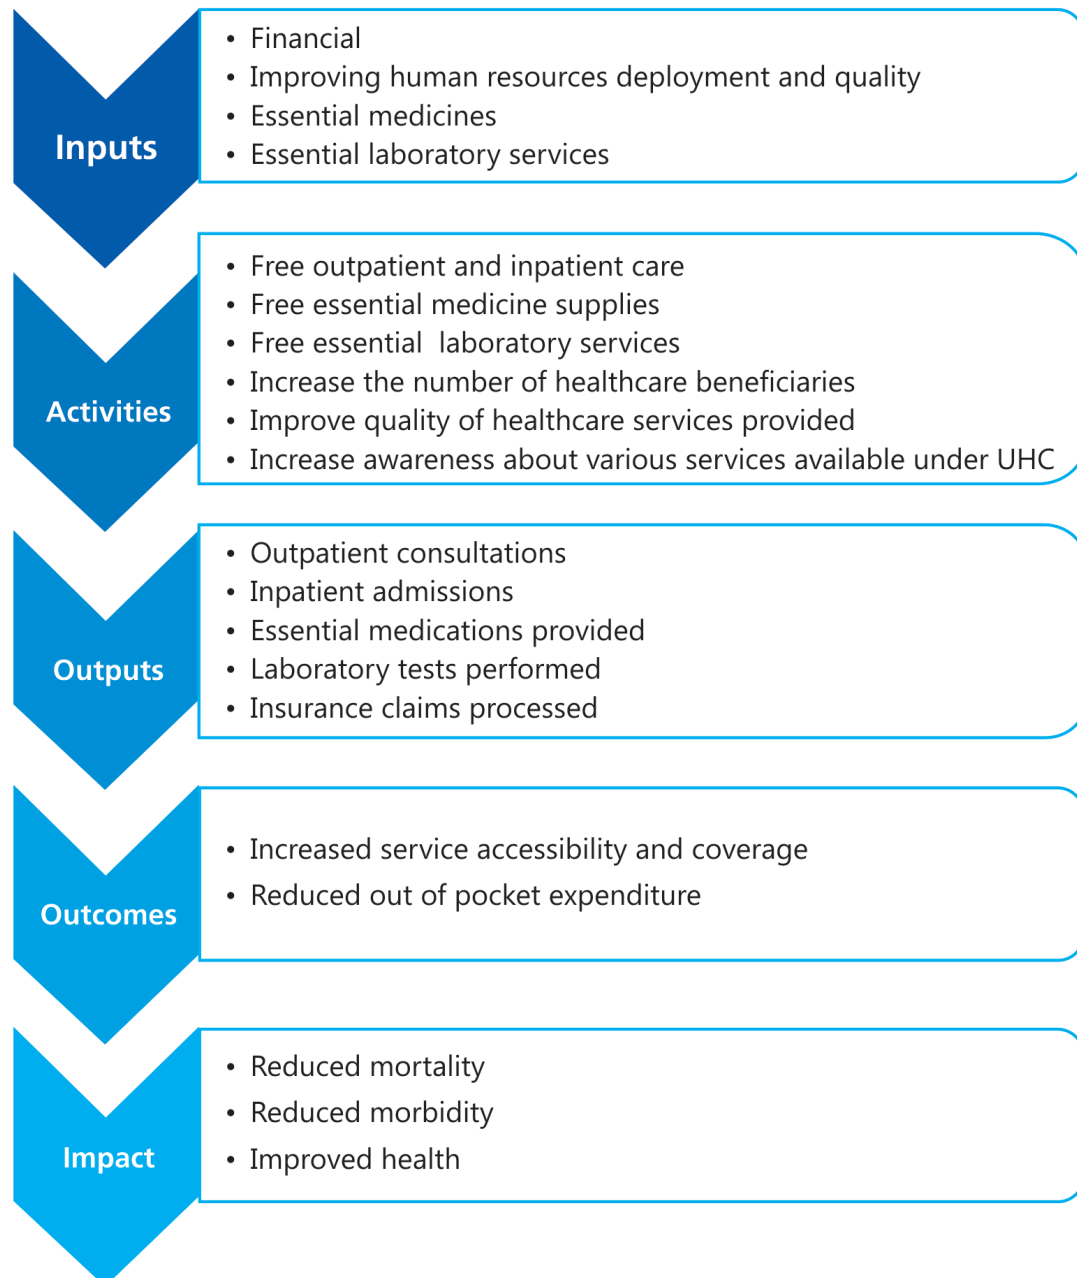 Inputs
• Financial
• Improving human resources deployment and quality
• Essential medicines
• Essential laboratory services
Activities
• Free outpatient and inpatient care
• Free essential medicine supplies
• Free essential  laboratory services
• Increase the number of healthcare beneficiaries
• Improve quality of healthcare services provided
• Increase awareness about various services available under UHC
Outputs
• Outpatient consultations
• Inpatient admissions
• Essential medications provided
• Laboratory tests performed
• Insurance claims processed
Outcomes
• Increased service accessibility and coverage
• Reduced out of pocket expenditure
Impact
• Reduced mortality
• Reduced morbidity
• Improved health